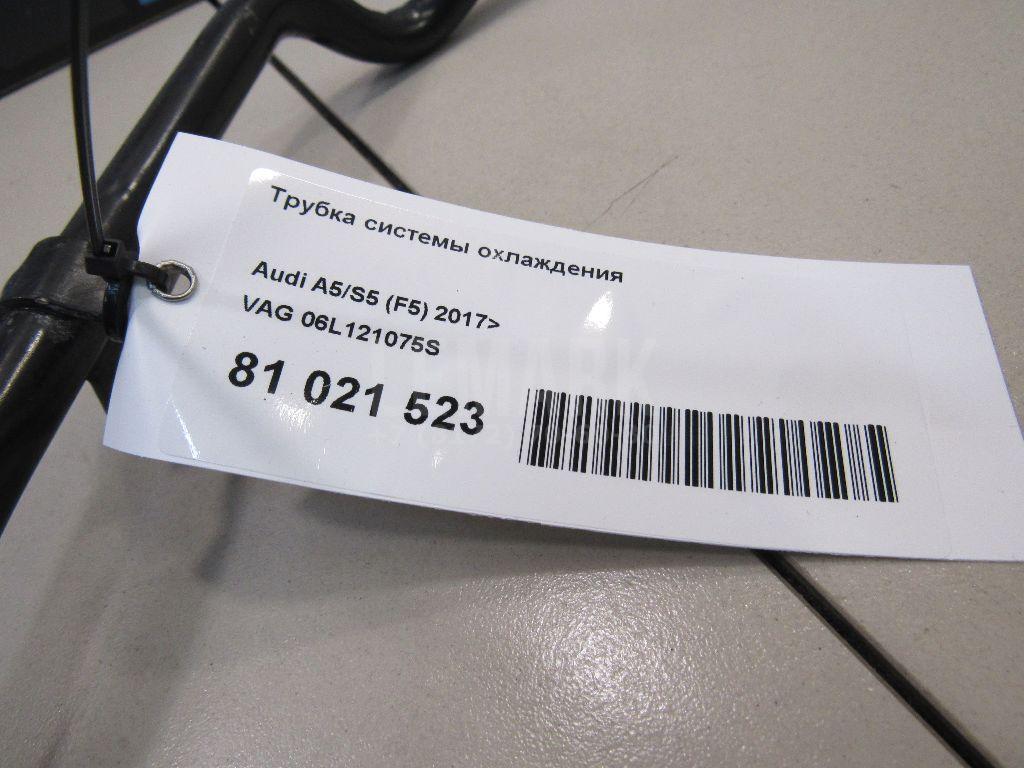 Трубка системы охлаждения
Audi A5/S5 (F5) 2017>
VAG 06L121075S
81 021 523